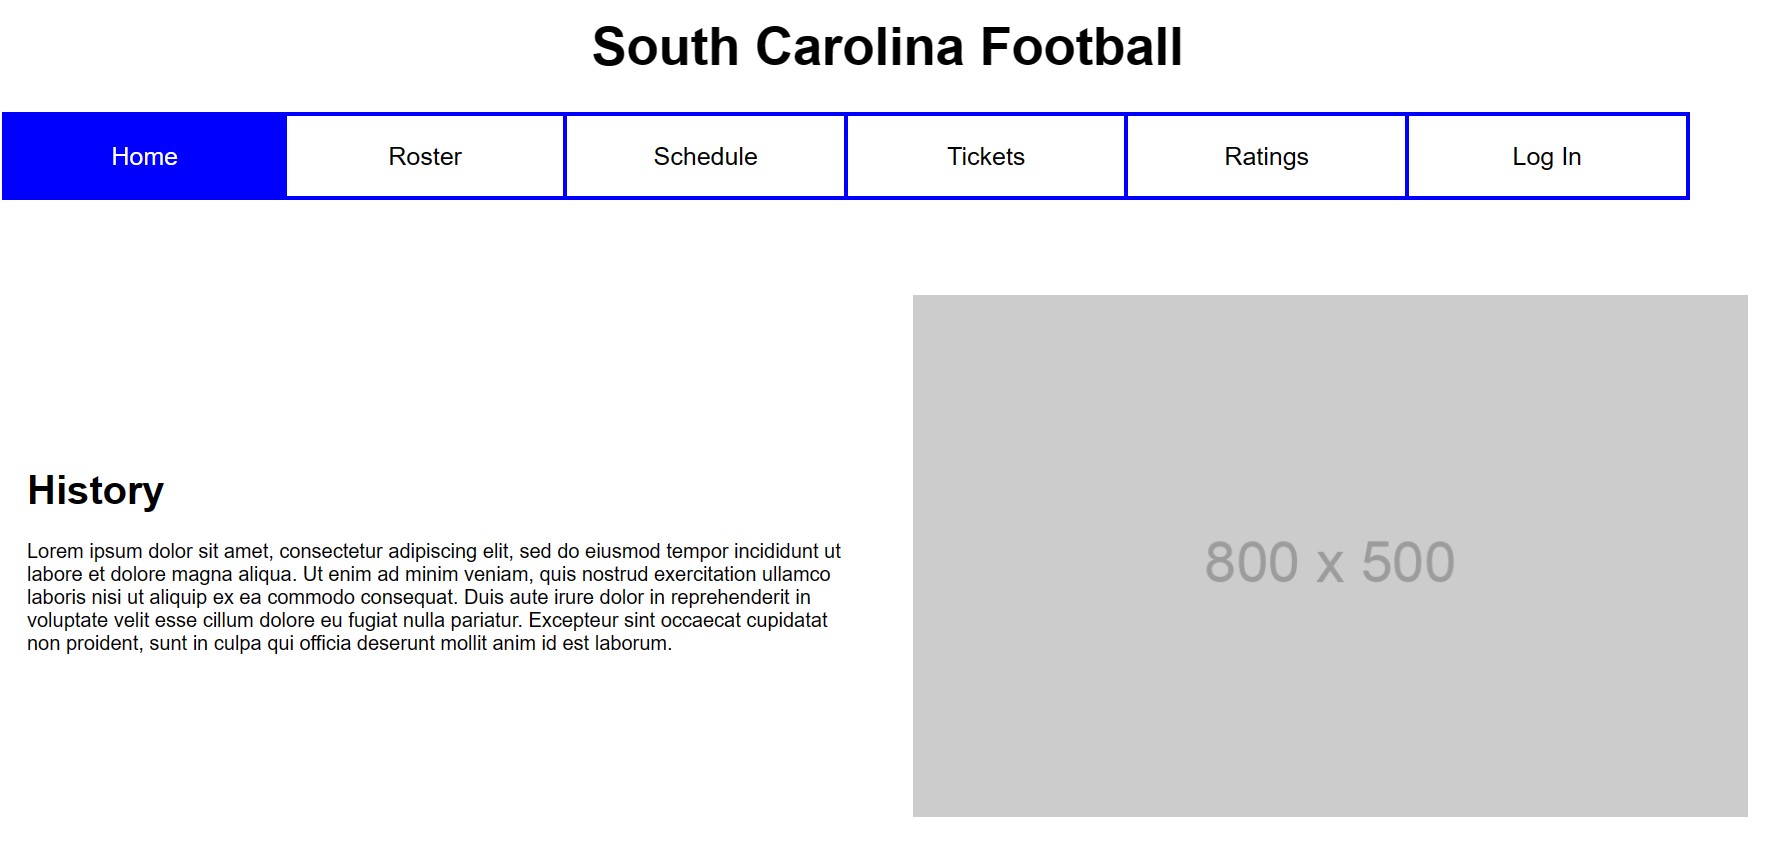 South Carolina Football
Home Roster Schedule Tickets Ratings Log In
History
Lorem ipsum dolor sit amet, consectetur adipiscing elit, sed do eiusmod tempor incididunt ut
labore et dolore magna aliqua. Ut enim ad minim veniam, quis nostrud exercitation ullamco
laboris nisi ut aliquip ex ea commodo consequat. Duis aute irure dolor in reprehenderit in
voluptate velit esse cillum dolore eu fugiat nulla pariatur. Excepteur sint occaecat cupidatat
non proident, sunt in culpa qui officia deserunt mollit anim id est laborum.
800 x 500